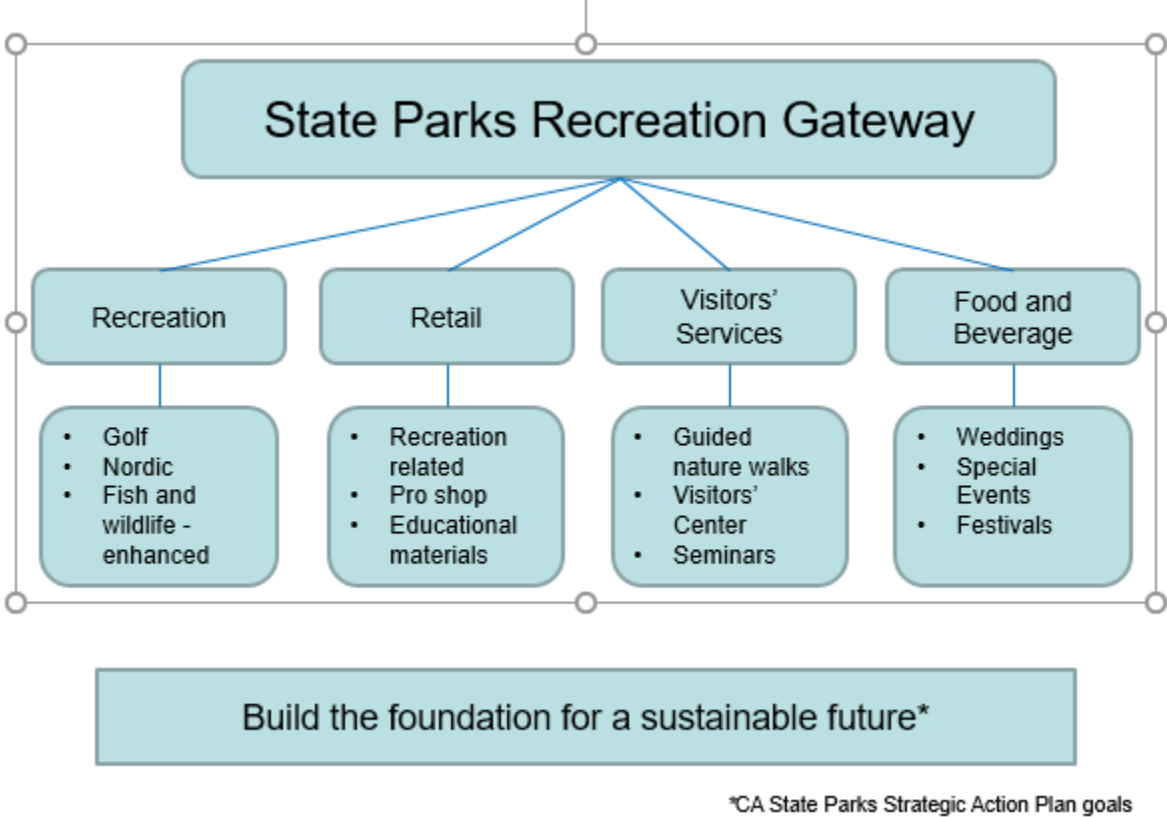 State Parks Recreation Gateway
Recreation
Retail
Visitors’
Services
Food and
Beverage
• Golf
• Nordic
• Fish and
wildlife -
enhanced
• Recreation
related
• Pro shop
• Educational
materials
• Guided
nature walks
• Visitors’
Center
• Seminars
• Weddings
• Special
Events
• Festivals
Build the foundation for a sustainable future*
*CA State Parks Strategic Action Plan goals